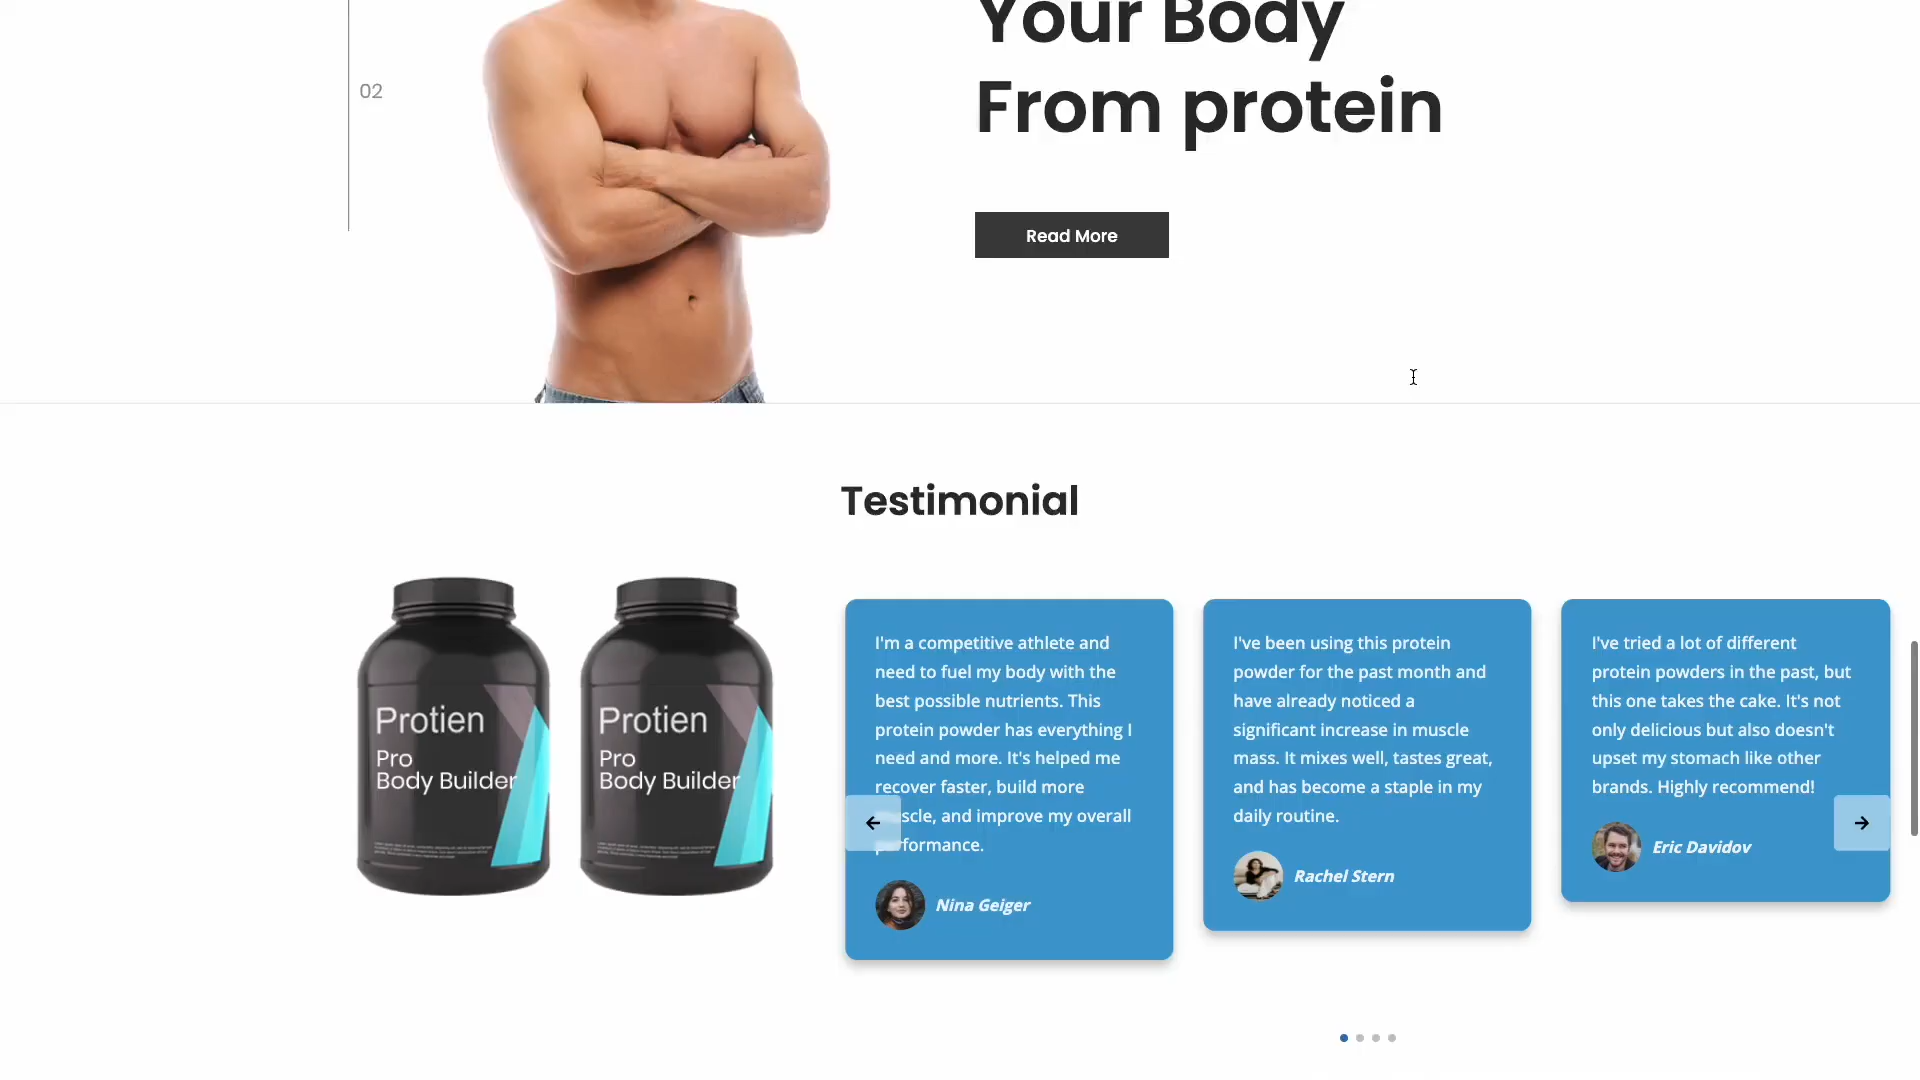 Your Body
From protein
02
Read More
Testimonial
Protien
Pro
Body Builder
Protien
Pro
Body Builder
I'm a competitive athlete and
need to fuel my body with the
best possible nutrients. This
protein powder has everything I
need and more. It's helped me
recover faster, build more
muscle, and improve my overall
performance.
Nina Geiger
I've been using this protein
powder for the past month and
have already noticed a
significant increase in muscle
mass. It mixes well, tastes great,
and has become a staple in my
daily routine.
Rachel Stern
I've tried a lot of different
protein powders in the past, but
this one takes the cake. It's not
only delicious but also doesn't
upset my stomach like other
brands. Highly recommend!
Eric Davidov